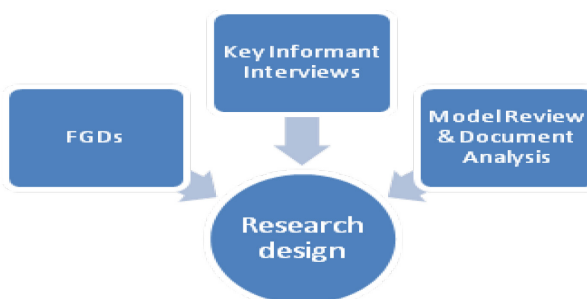 Key Informant
Interviews
FGDs
Model Review
& Document
Analysis
Research
design